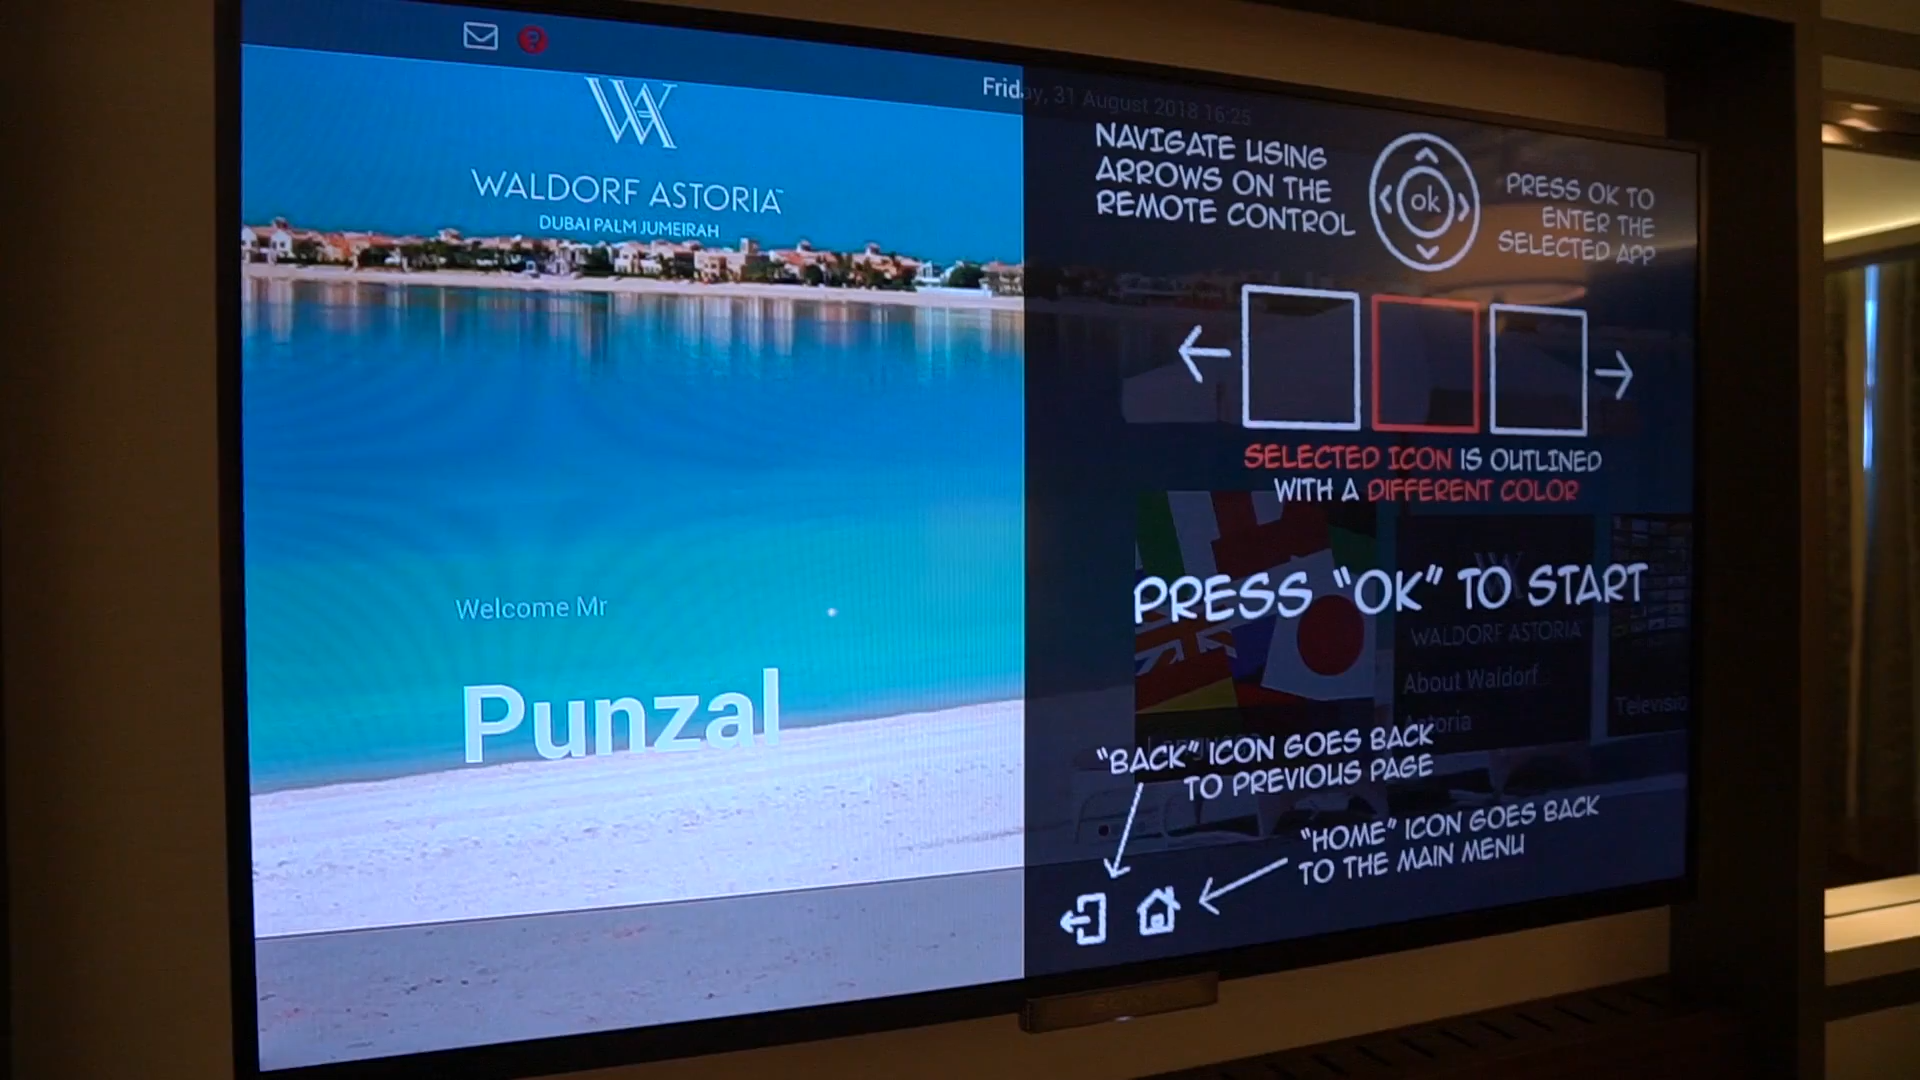 Friday, 31 August 2018 16:25
WALDORF ASTORIA™
DUBAI PALM JUMEIRAH
Welcome Mr
Punzal
NAVIGATE USING
ARROWS ON THE
REMOTE CONTROL
ok
PRESS OK TO
ENTER THE
SELECTED APP
SELECTED ICON IS OUTLINED
WITH A DIFFERENT COLOR
PRESS "OK" TO START
WALDORF ASTORIA
About Waldorf
Astoria
Televisio
"BACK" ICON GOES BACK
TO PREVIOUS PAGE
"HOME" ICON GOES BACK
TO THE MAIN MENU